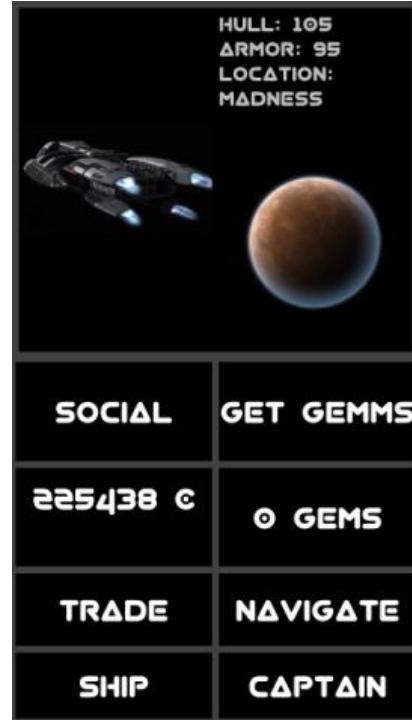 HULL: 105
ARMOR: 95
LOCATION:
MADNESS
SOCIAL
GET GEMMS
225438 C
0 GEMS
TRADE
NAVIGATE
SHIP
CAPTAIN